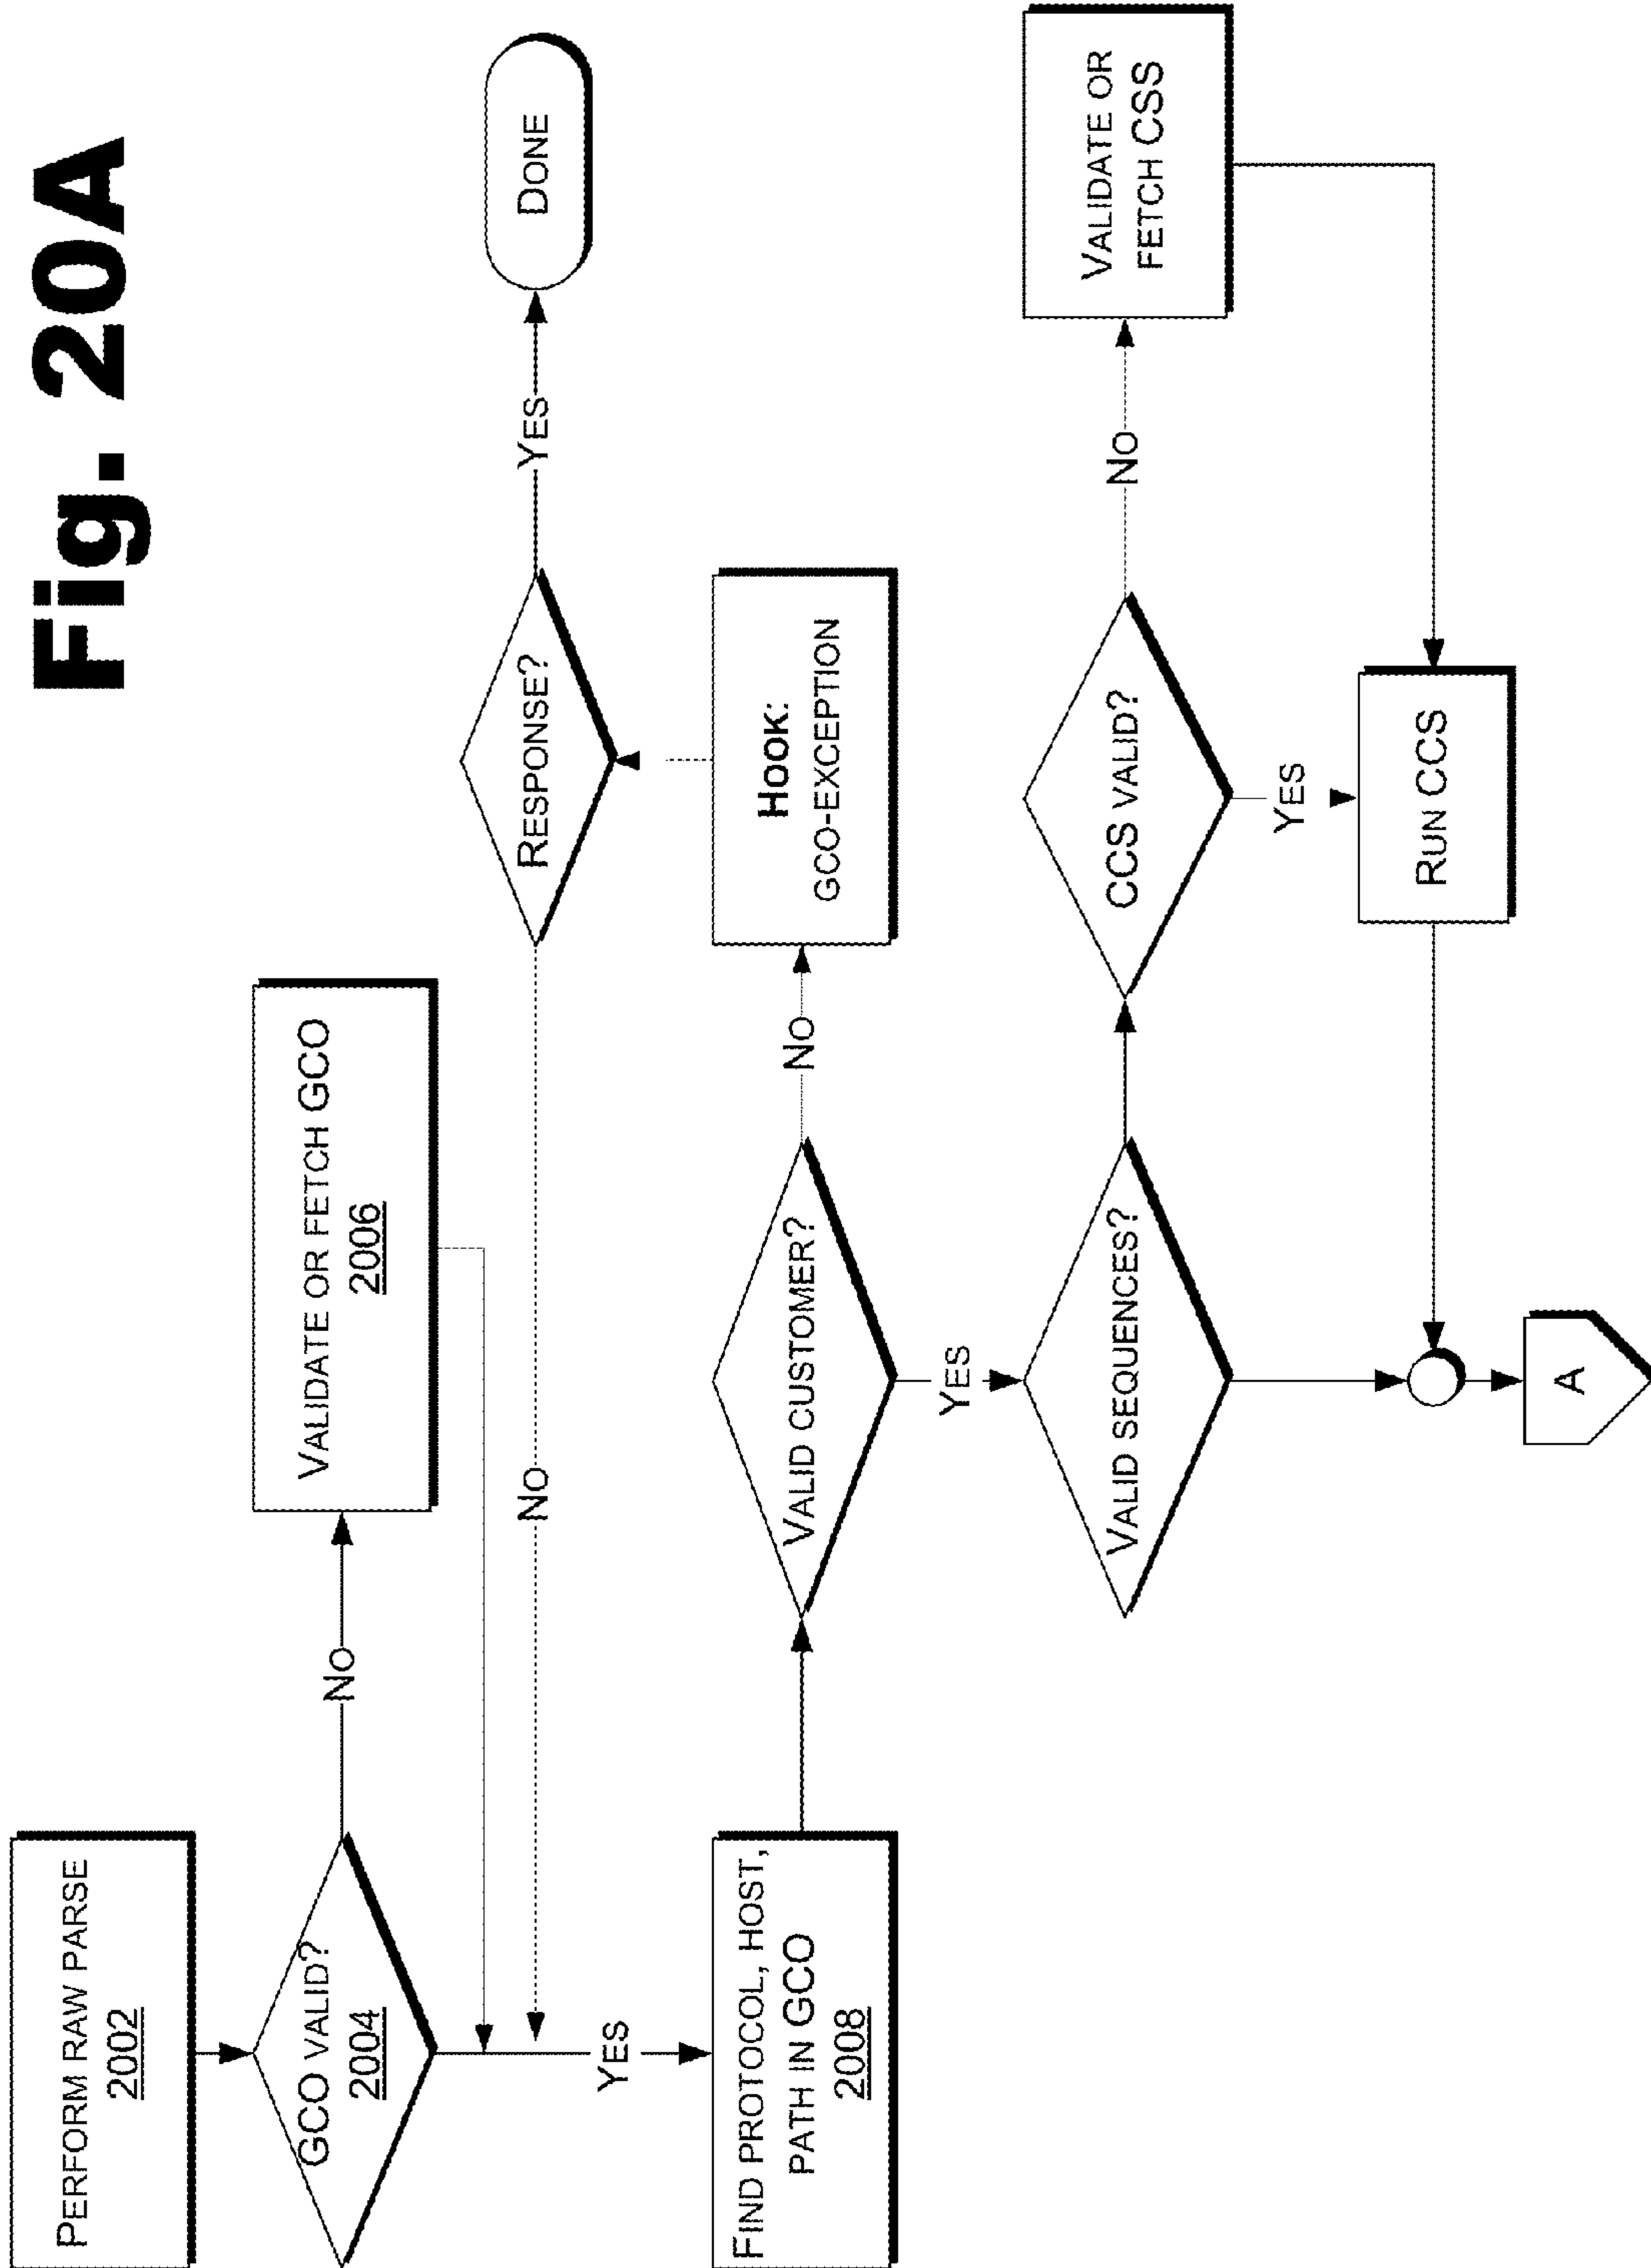 Fig. 20A
PERFORM RAW PARSE
2002
GCO VALID?
2004
NO
VALIDATE OR FETCH GCO
2006
YES
NO
RESPONSE?
YES
DONE
FIND PROTOCOL, HOST,
PATH IN GCO
2008
VALID CUSTOMER?
NO
HOOK:
GCO-EXCEPTION
YES
VALID SEQUENCES?
CCS VALID?
NO
VALIDATE OR
FETCH CSS
YES
RUN CCS
A